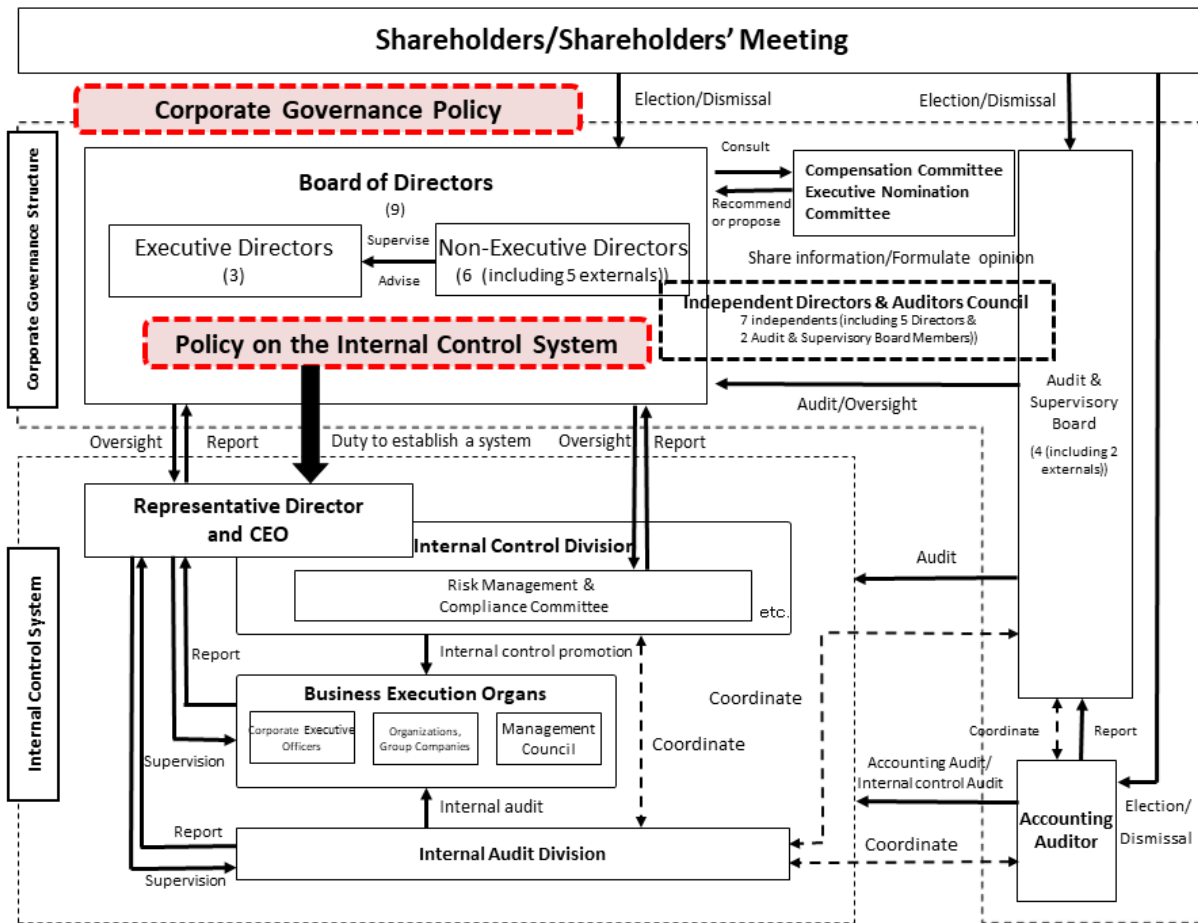 Shareholders/Shareholders' Meeting
Corporate Governance Policy
Election/Dismissal
Election/Dismissal
Corporate Governance Structure
Board of Directors
(9)
Executive Directors
(3)
Supervise
Advise
Non-Executive Directors
(6 (including 5 externals))
Consult
Recommend
or propose
Compensation Committee
Executive Nomination
Committee
Share information/Formulate opinion
Independent Directors & Auditors Council
7 independents (including 5 Directors &
2 Audit & Supervisory Board Members))
Policy on the Internal Control System
Audit/Oversight
Audit &
Supervisory
Board
(4 (including 2
externals))
Oversight
Report
Duty to establish a system
Oversight
Report
Internal Control System
Representative Director
and CEO
Internal Control Division
Risk Management &
Compliance Committee
etc.
Audit
Report
Internal control promotion
Business Execution Organs
Corporate Executive
Officers
Organizations,
Group Companies
Management
Council
Coordinate
Coordinate
Supervision
Coordinate
Report
Accounting Audit/
Internal control Audit
Internal audit
Accounting
Auditor
Election/
Dismissal
Report
Internal Audit Division
Coordinate
Supervision